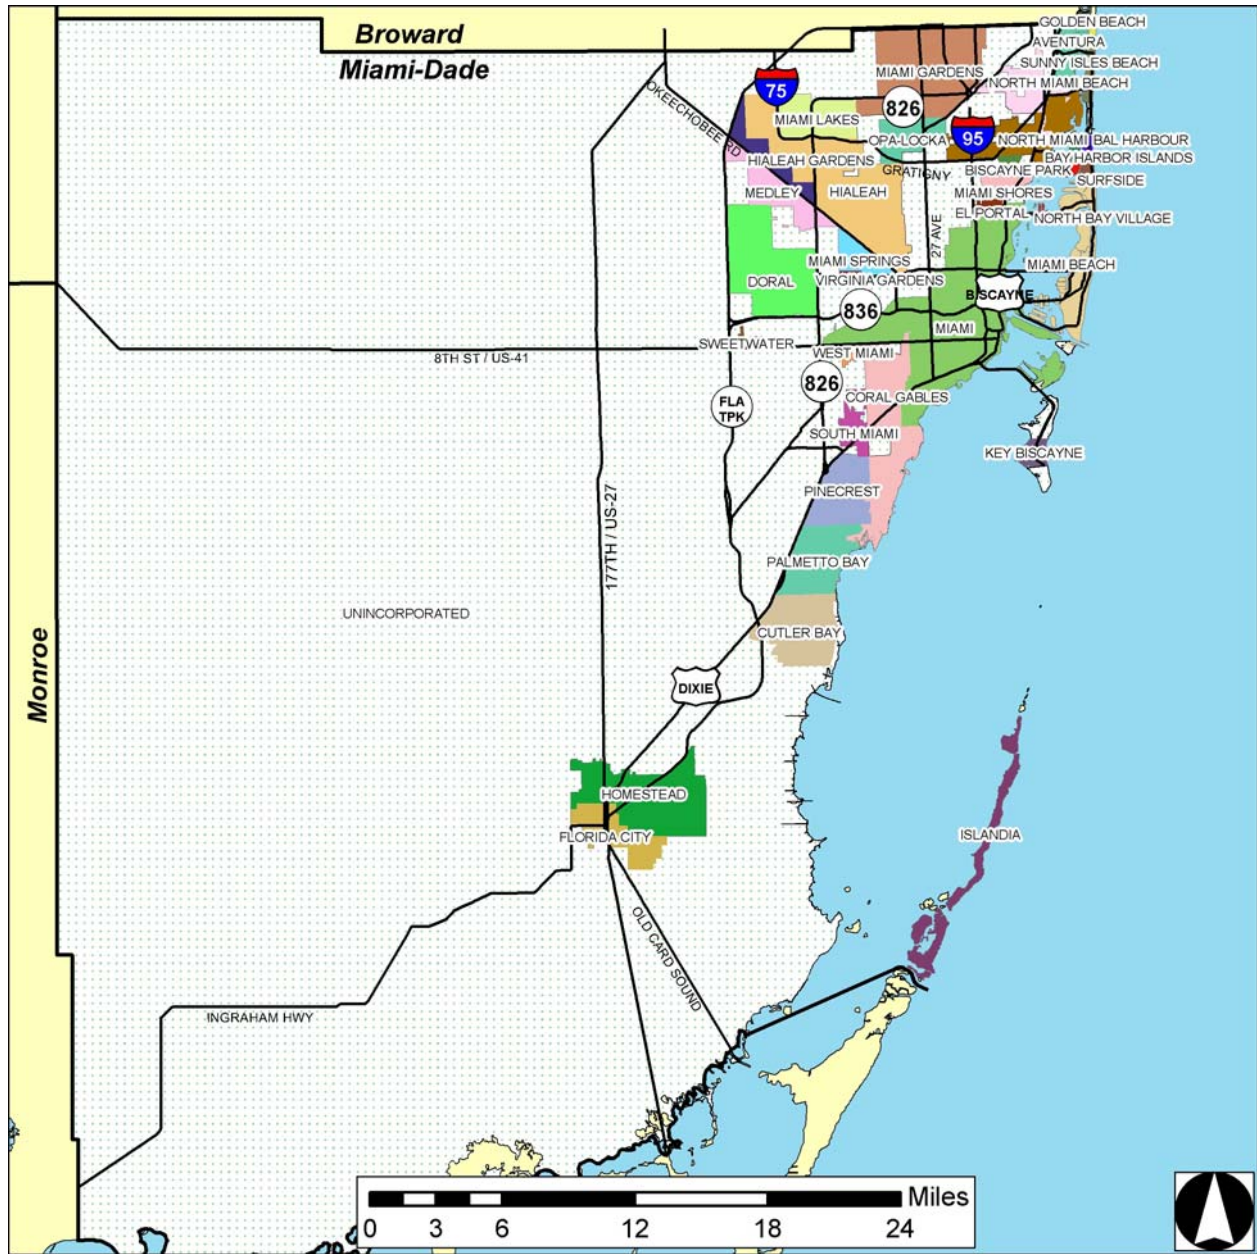 Broward
Miami-Dade
GOLDEN BEACH
AVENTURA
SUNNY ISLES BEACH
MIAMI GARDENS
NORTH MIAMI BEACH
75
OKEECHOBEE RD
826
MIAMI LAKES
95
OPA-LOCKA
NORTH MIAMI
BAL HARBOUR
HIALEAH GARDENS
BAY HARBOR ISLANDS
GRATIGNY
BISCAYNE PARK
SURFSIDE
MEDLEY
HIALEAH
MIAMI SHORES
EL PORTAL
NORTH BAY VILLAGE
27 AVE
MIAMI SPRINGS
MIAMI BEACH
DORAL
VIRGINIA GARDENS
BISCAYNE
836
MIAMI
SWEETWATER
WEST MIAMI
8TH ST / US-41
826
FLA
TPK
CORAL GABLES
SOUTH MIAMI
KEY BISCAYNE
PINECREST
177TH / US-27
PALMETTO BAY
UNINCORPORATED
CUTLER BAY
Monroe
DIXIE
HOMESTEAD
FLORIDA CITY
ISLANDIA
OLD CARD SOUND
INGRAHAM HWY
Miles
0 3 6 12 18 24